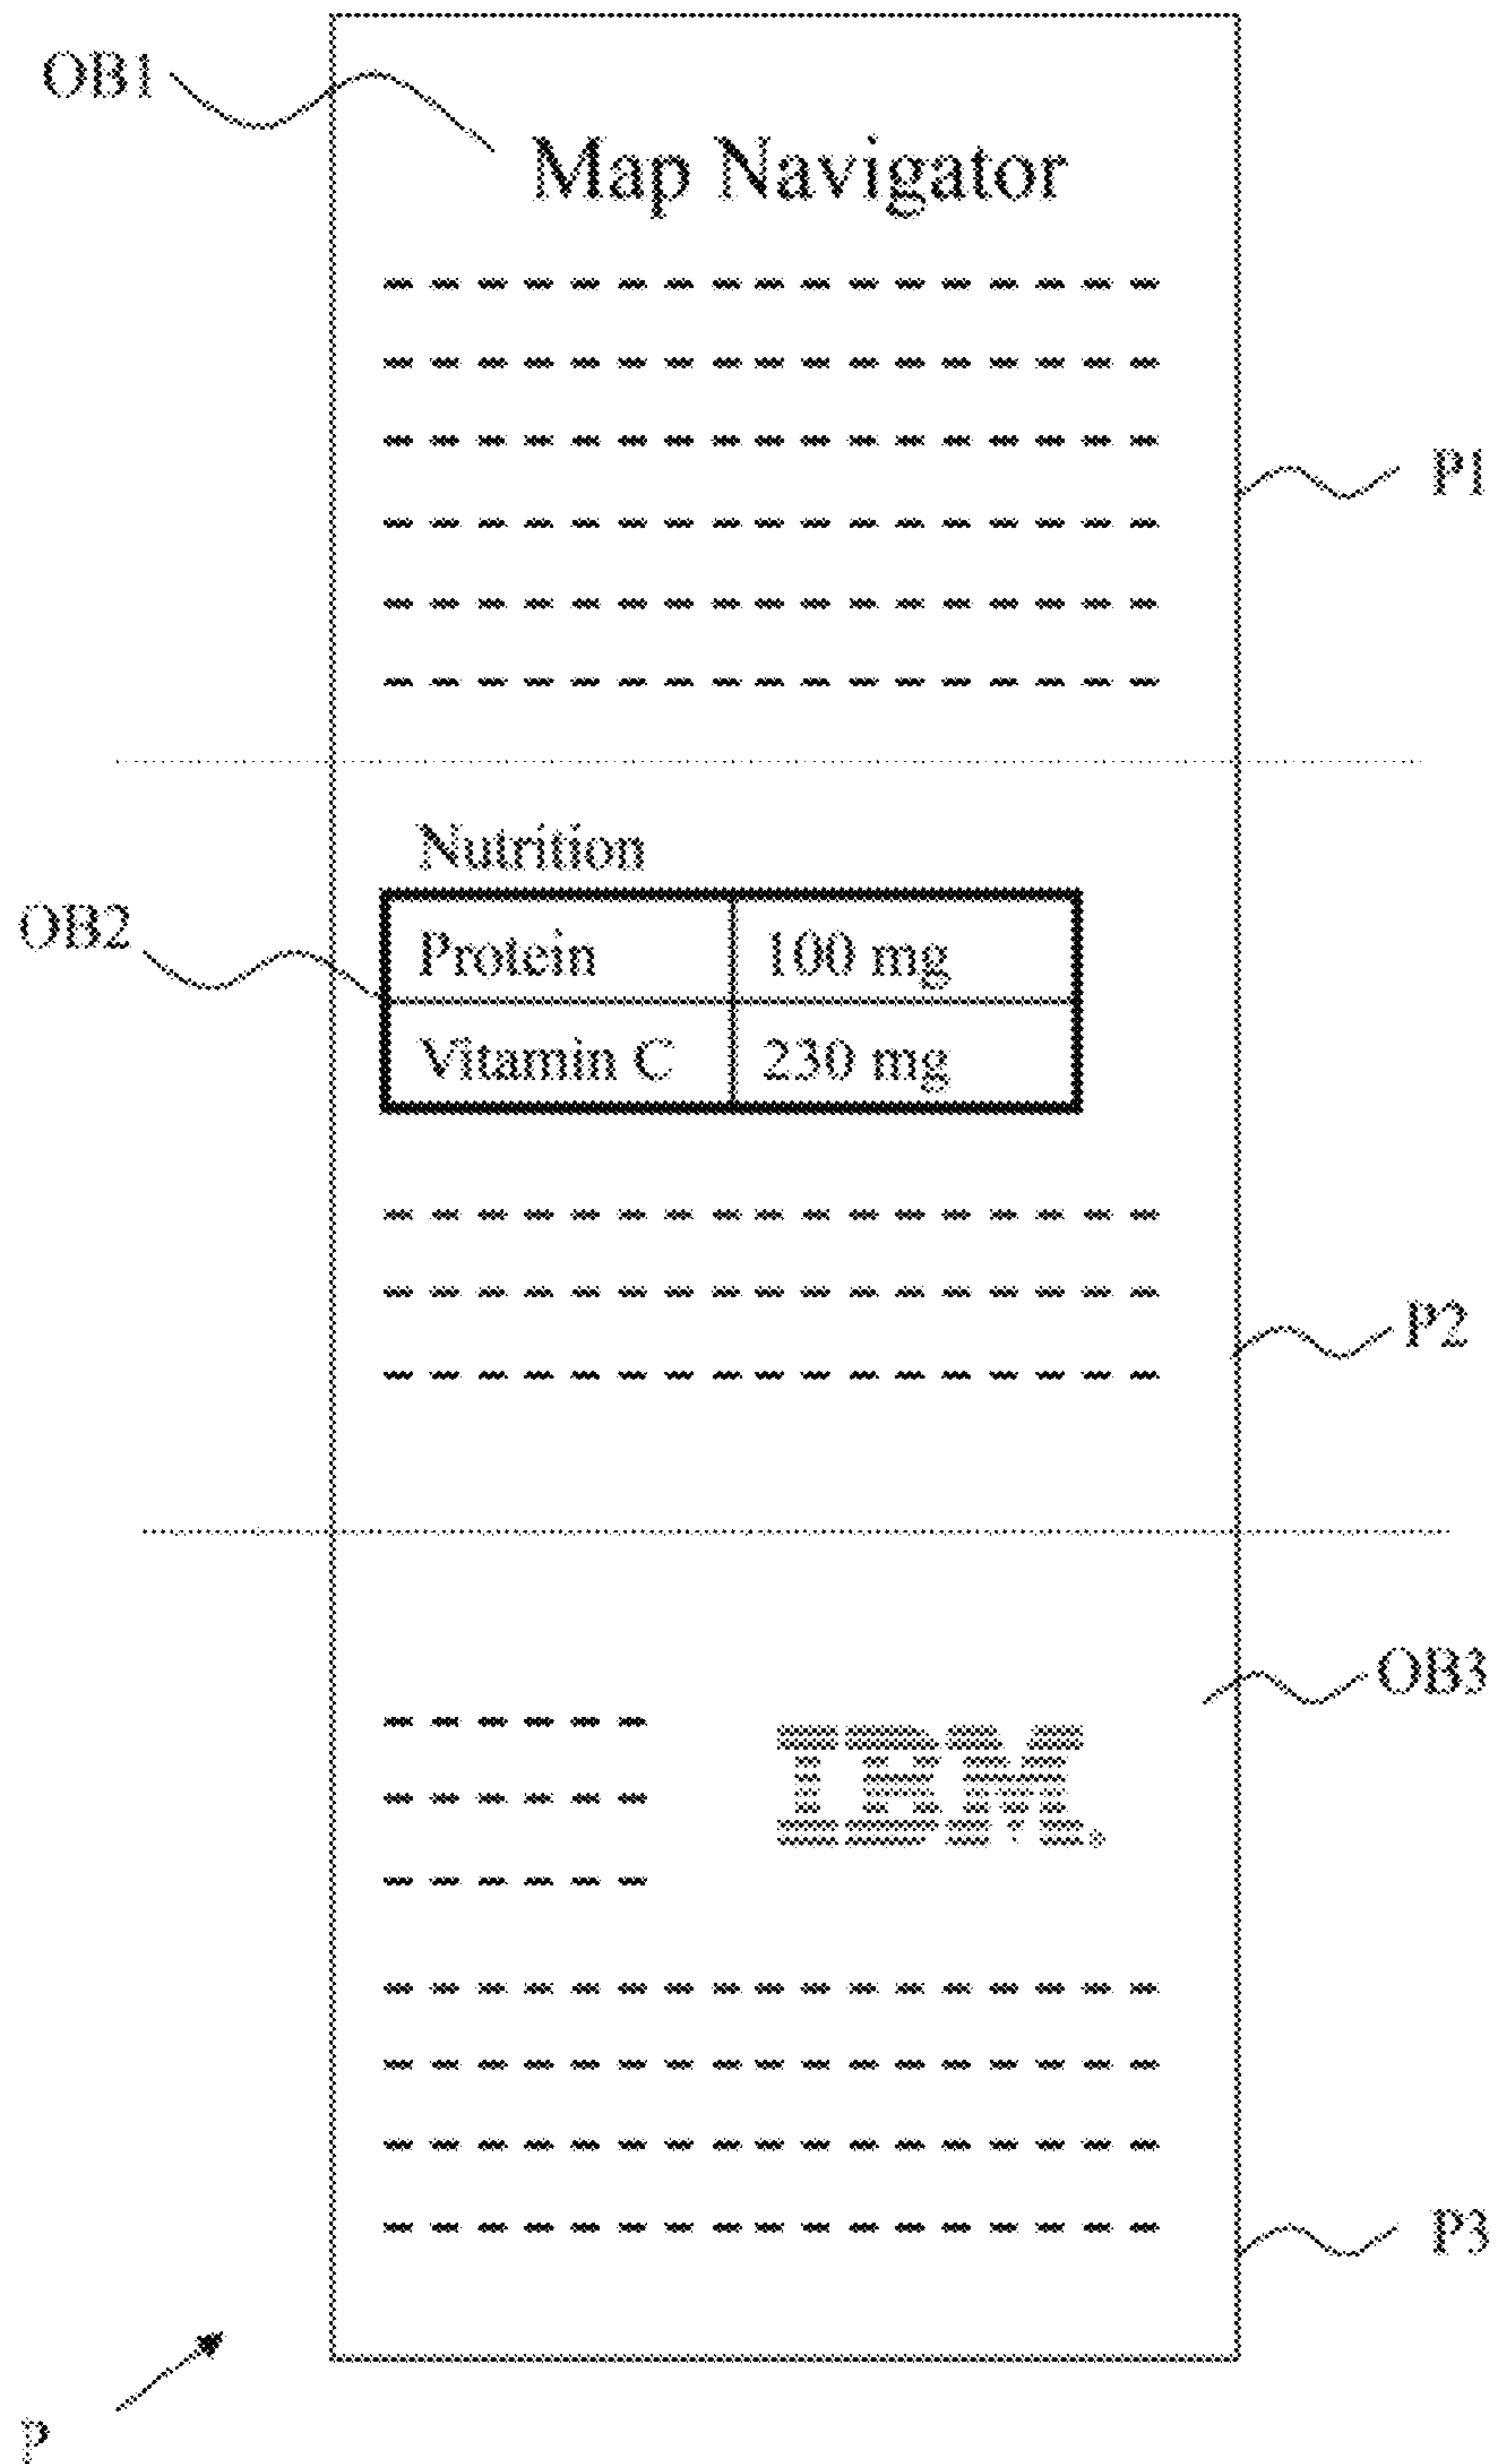 OB1
Map Navigator
P1
Nutrition
OB2
Protein 100 mg
Vitamin C 230 mg
P2
OB3
IBM
P3
P